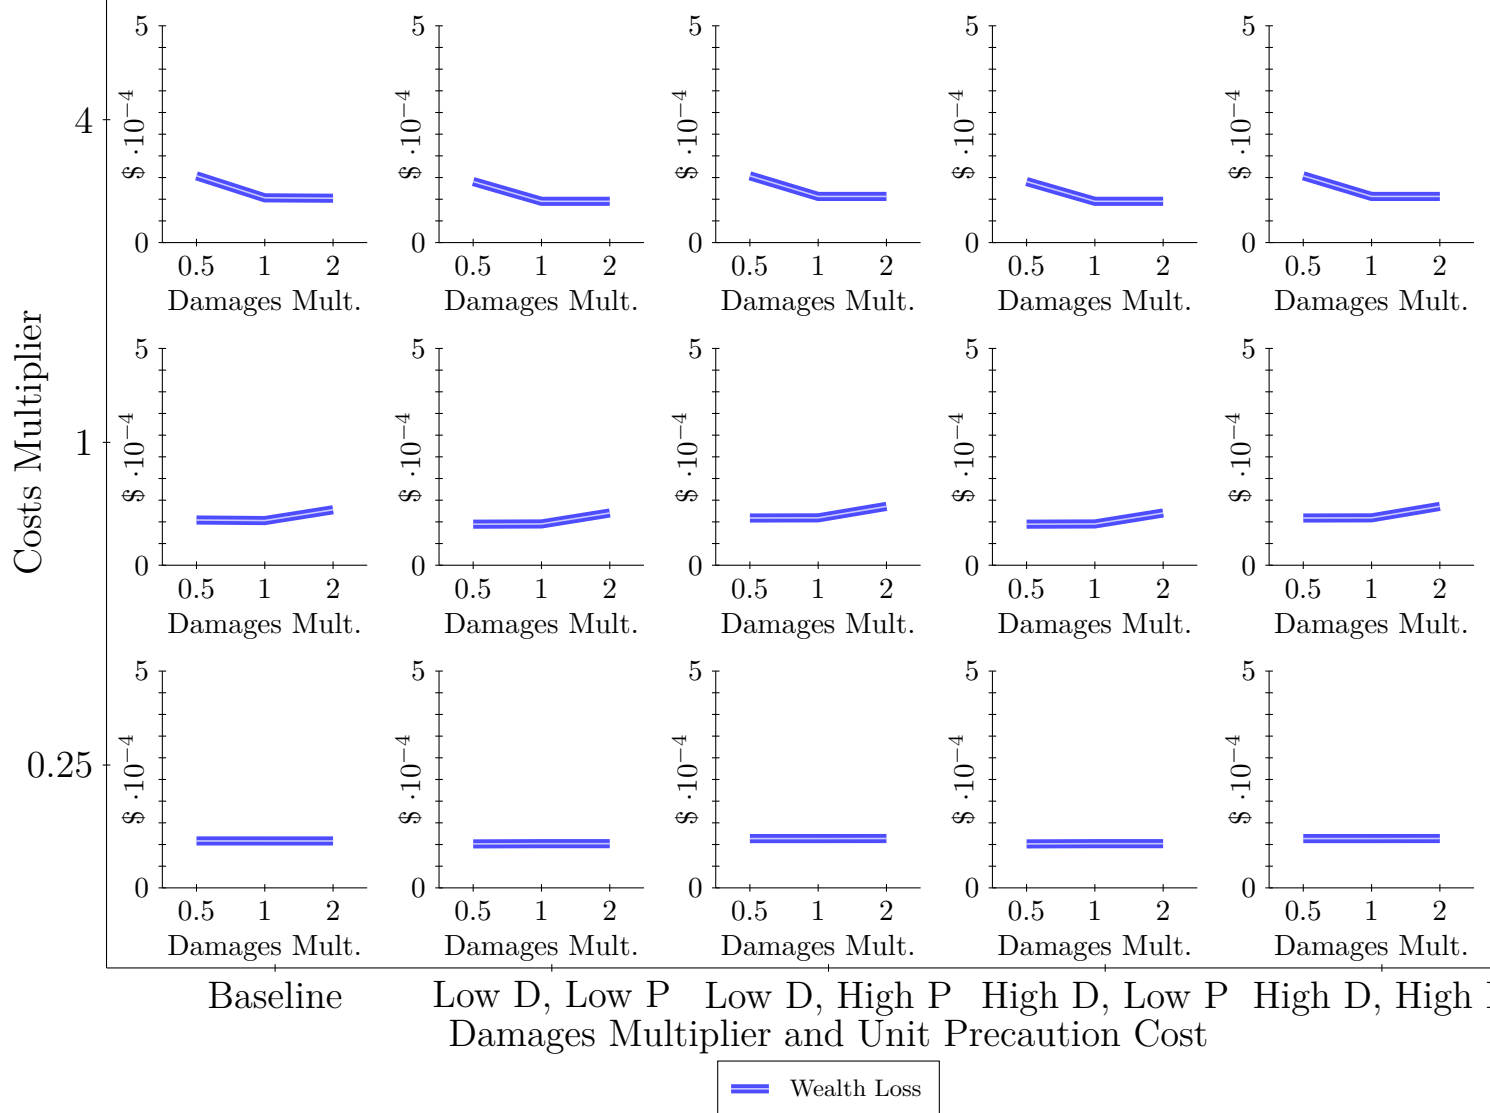 5 5 5 5 5
$ ·10⁻⁴ $ ·10⁻⁴ $ ·10⁻⁴ $ ·10⁻⁴ $ ·10⁻⁴
4
0 0 0 0 0
0.5 1 2 0.5 1 2 0.5 1 2 0.5 1 2 0.5 1 2
Damages Mult. Damages Mult. Damages Mult. Damages Mult. Damages Mult.
Costs Multiplier
5 5 5 5 5
$ ·10⁻⁴ $ ·10⁻⁴ $ ·10⁻⁴ $ ·10⁻⁴ $ ·10⁻⁴
1
0 0 0 0 0
0.5 1 2 0.5 1 2 0.5 1 2 0.5 1 2 0.5 1 2
Damages Mult. Damages Mult. Damages Mult. Damages Mult. Damages Mult.
5 5 5 5 5
$ ·10⁻⁴ $ ·10⁻⁴ $ ·10⁻⁴ $ ·10⁻⁴ $ ·10⁻⁴
0.25
0 0 0 0 0
0.5 1 2 0.5 1 2 0.5 1 2 0.5 1 2 0.5 1 2
Damages Mult. Damages Mult. Damages Mult. Damages Mult. Damages Mult.
Baseline Low D, Low P Low D, High P High D, Low P High D, High
Damages Multiplier and Unit Precaution Cost
Wealth Loss